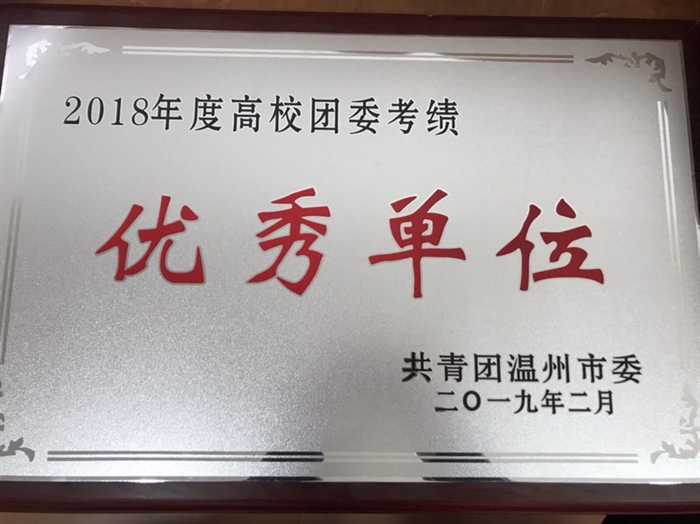 2018年度高校团委考绩
优秀单位
共青团温州市委
二O一九年二月